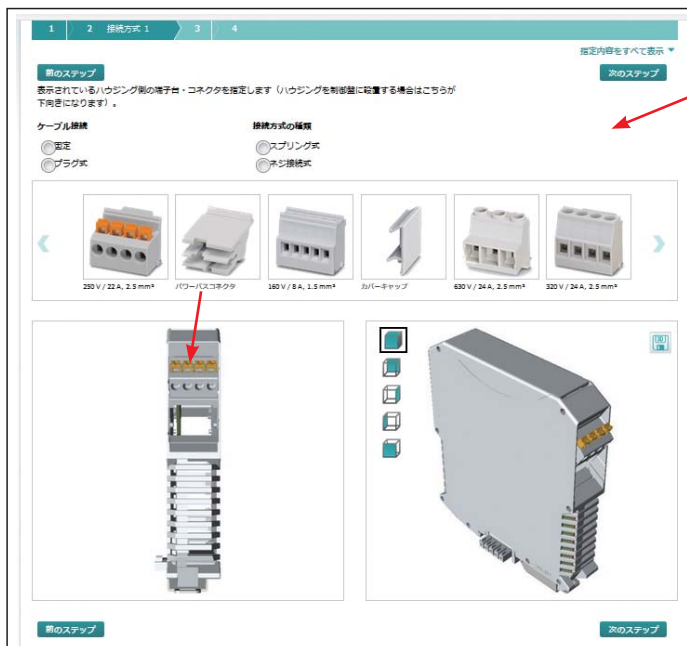 1 2 接続方式 1 3 4
指定内容をすべて表示
前のステップ 次のステップ
表示されているハウジング側の端子台・コネクタを指定します（ハウジングを制御盤に設置する場合はこちらが
下向きになります）。
ケーブル接続 接続方式の種類
固定 スプリング式
プラグ式 ネジ接続式
250 V / 22 A, 2.5 mm² パワーバスコネクタ 160 V / 8 A, 1.5 mm² カバーキャップ 630 V / 24 A, 2.5 mm² 320 V / 24 A, 2.5 mm²
前のステップ 次のステップ